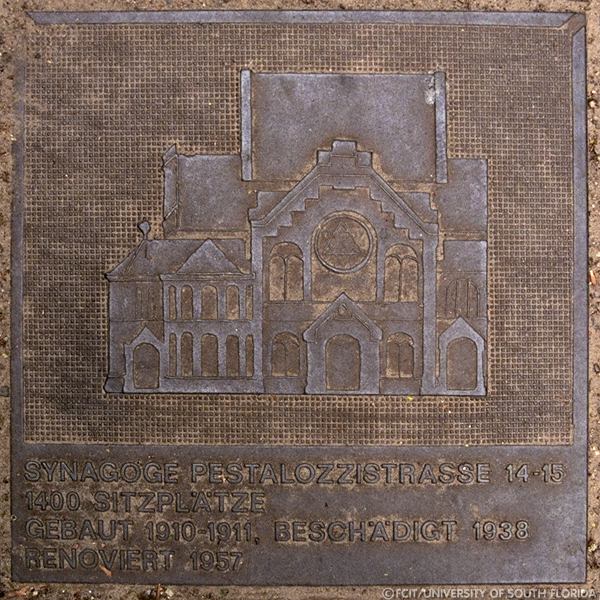 SYNAGOGE PESTALOZZISTRASSE 14-15
1400 SITZPLÄTZE
GEBAUT 1910-1911, BESCHÄDIGT 1938
RENOVIERT 1957
©FCIT/UNIVERSITY OF SOUTH FLORIDA